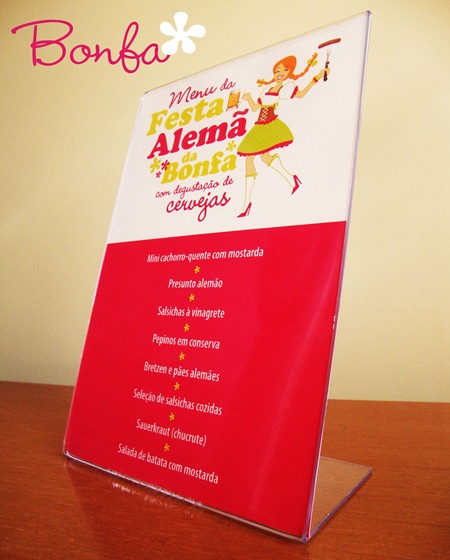 Bonfa
Menu da
Festa
Alemã
da
Bonfa
com degustação de
cervejas
Mini cachorro-quente com mostarda
Presunto alemão
Salsichas à vinagrete
Pepinos em conserva
Bretzen e pães alemães
Seleção de salsichas cozidas
Sauerkraut (chucrute)
Salada de batata com mostarda